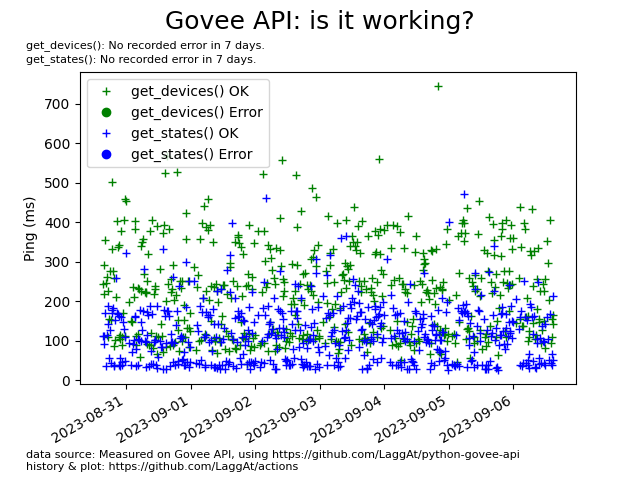 Govee API: is it working?
get_devices(): No recorded error in 7 days.
get_states(): No recorded error in 7 days.
get_devices() OK
get_devices() Error
get_states() OK
get_states() Error
Ping (ms)
700
600
500
400
300
200
100
0
2023-08-31
2023-09-01
2023-09-02
2023-09-03
2023-09-04
2023-09-05
2023-09-06
data source: Measured on Govee API, using https://github.com/LaggAt/python-govee-api
history & plot: https://github.com/LaggAt/actions